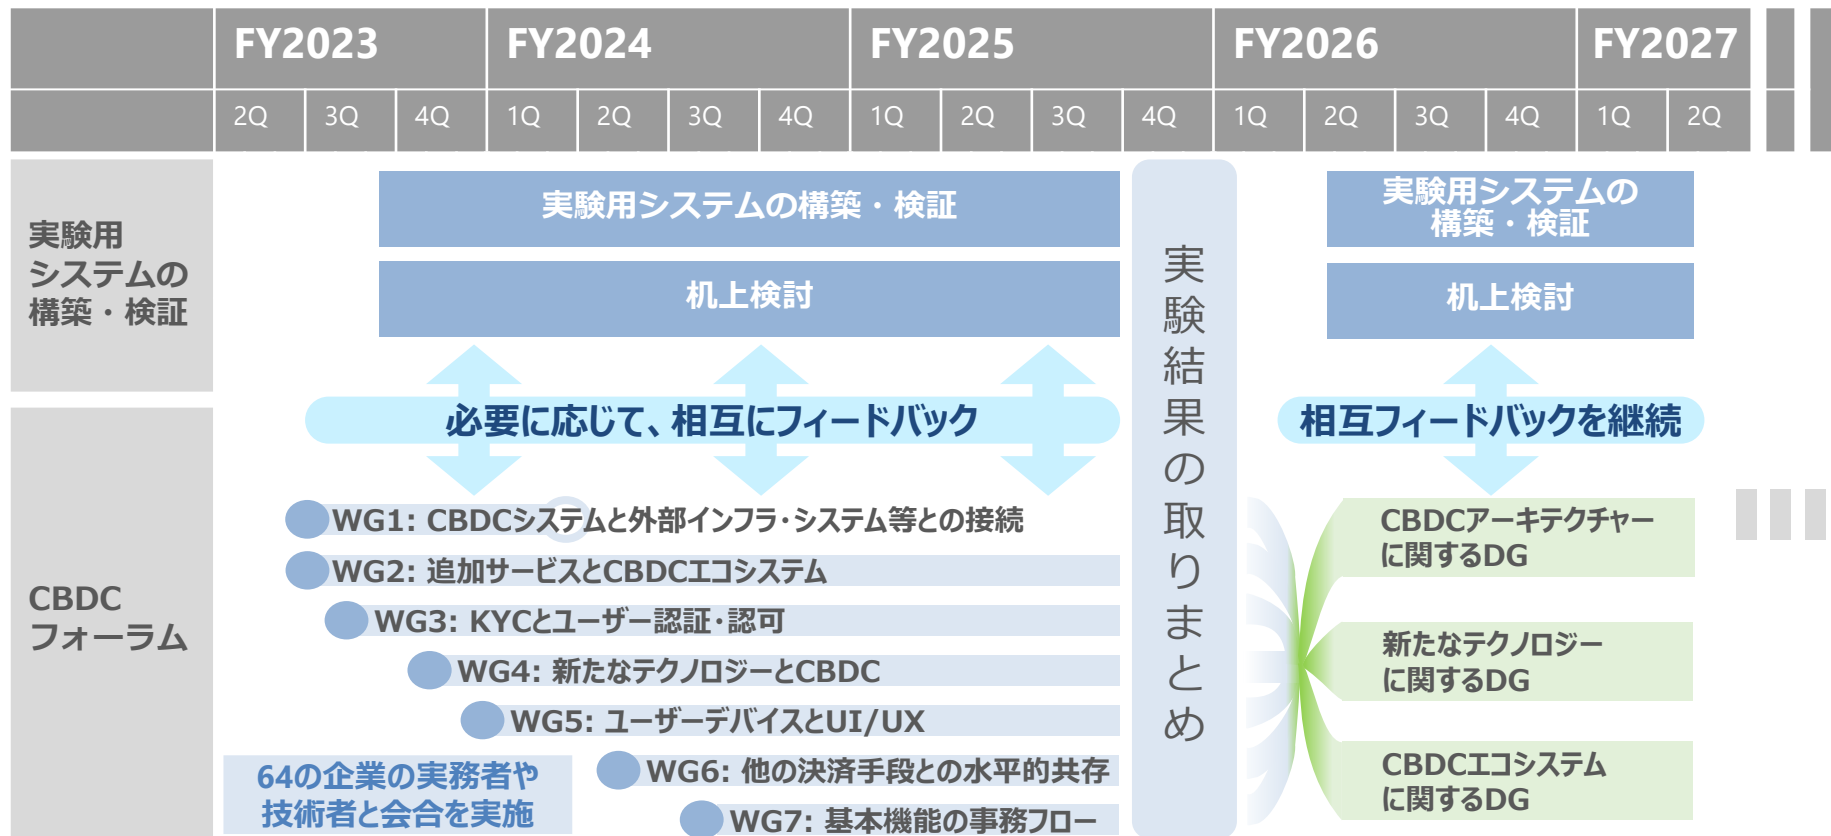 FY2023 FY2024 FY2025 FY2026 FY2027
2Q 3Q 4Q 1Q 2Q 3Q 4Q 1Q 2Q 3Q 4Q 1Q 2Q 3Q 4Q 1Q 2Q
実験用
システムの
構築・検証
実験用システムの構築・検証
机上検討
実験結果の取りまとめ
実験用システムの
構築・検証
机上検討
必要に応じて、相互にフィードバック
相互フィードバックを継続
CBDC
フォーラム
WG1: CBDCシステムと外部インフラ・システム等との接続
WG2: 追加サービスとCBDCエコシステム
WG3: KYCとユーザー認証・認可
WG4: 新たなテクノロジーとCBDC
WG5: ユーザーデバイスとUI/UX
WG6: 他の決済手段との水平的共存
WG7: 基本機能の事務フロー
64の企業の実務者や
技術者と会合を実施
CBDCアーキテクチャー
に関するDG
新たなテクノロジー
に関するDG
CBDCエコシステム
に関するDG